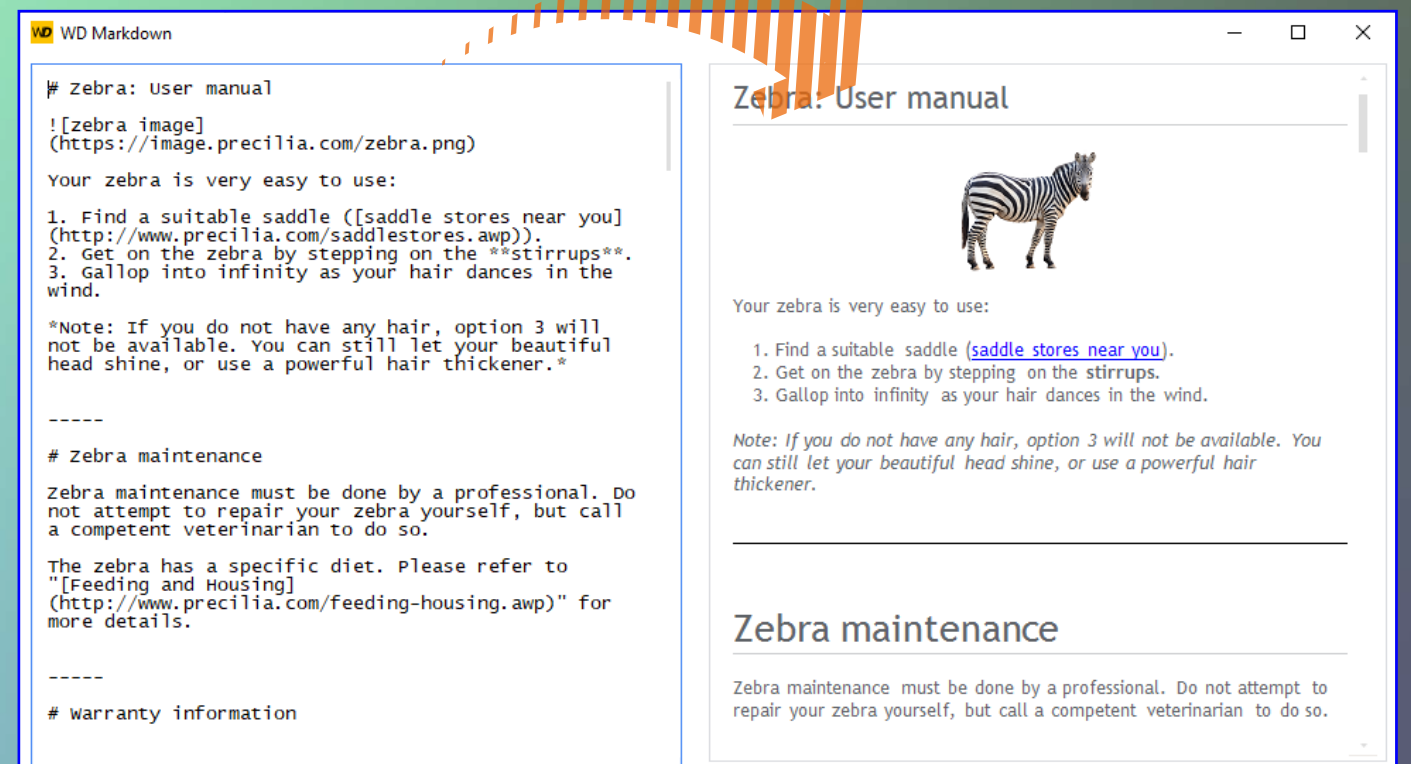 WD WD Markdown
# Zebra: User manual
![zebra image]
(https://image.precilia.com/zebra.png)
Your zebra is very easy to use:
1. Find a suitable saddle ([saddle stores near you]
(http://www.precilia.com/saddlestores.awp)).
2. Get on the zebra by stepping on the **stirrups**.
3. Gallop into infinity as your hair dances in the
wind.
*Note: If you do not have any hair, option 3 will
not be available. You can still let your beautiful
head shine, or use a powerful hair thickener.*
-----
# Zebra maintenance
Zebra maintenance must be done by a professional. Do
not attempt to repair your zebra yourself, but call
a competent veterinarian to do so.
The zebra has a specific diet. Please refer to
"[Feeding and Housing]
(http://www.precilia.com/feeding-housing.awp)" for
more details.
-----
# Warranty information
Zebra: User manual
Your zebra is very easy to use:
1. Find a suitable saddle (saddle stores near you).
2. Get on the zebra by stepping on the stirrups.
3. Gallop into infinity as your hair dances in the wind.
Note: If you do not have any hair, option 3 will not be available. You
can still let your beautiful head shine, or use a powerful hair
thickener.
Zebra maintenance
Zebra maintenance must be done by a professional. Do not attempt to
repair your zebra yourself, but call a competent veterinarian to do so.